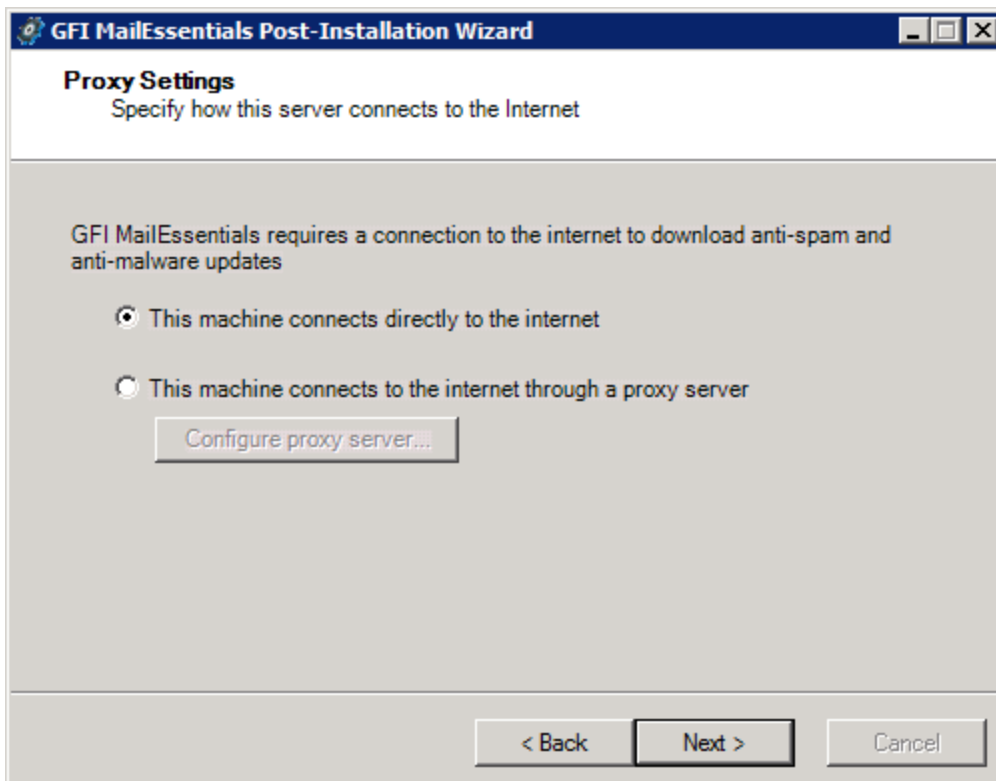 GFI MailEssentials Post-Installation Wizard
Proxy Settings
Specify how this server connects to the Internet
GFI MailEssentials requires a connection to the internet to download anti-spam and
anti-malware updates
This machine connects directly to the internet
This machine connects to the internet through a proxy server
Configure proxy server...
< Back Next > Cancel